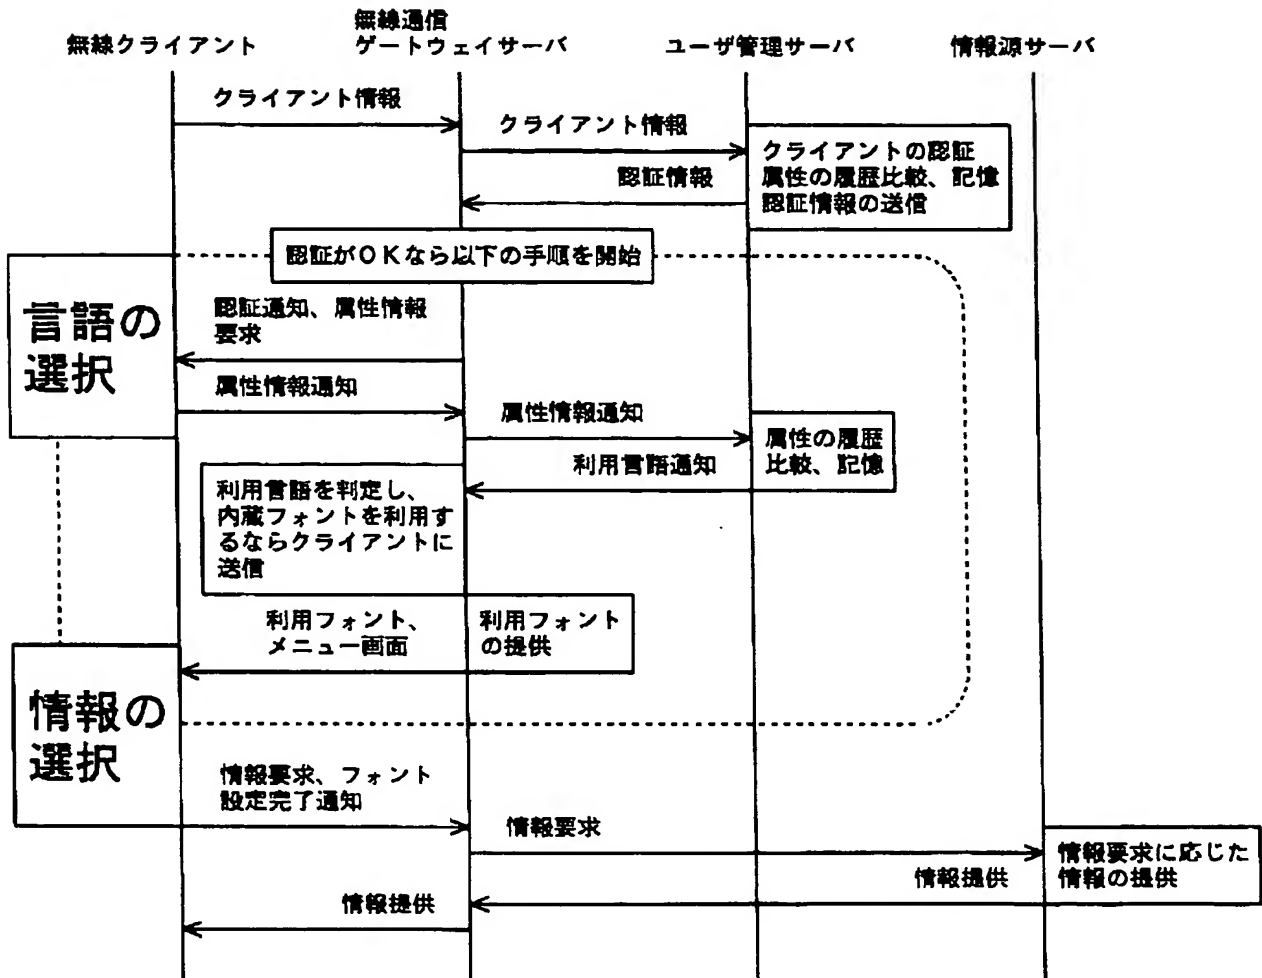 無線クライアント
無線通信
ゲートウェイサーバ
ユーザ管理サーバ
情報源サーバ
クライアント情報
クライアント情報
クライアントの認証
属性の履歴比較、記憶
認証情報の送信
認証情報
認証がOKなら以下の手順を開始
言語の
選択
認証通知、属性情報
要求
属性情報通知
属性情報通知
属性の履歴
比較、記憶
利用言語通知
利用言語を判定し、
内蔵フォントを利用す
るならクライアントに
送信
利用フォント、
メニュー画面
利用フォント
の提供
情報の
選択
情報要求、フォント
設定完了通知
情報要求
情報要求に応じた
情報の提供
情報提供
情報提供